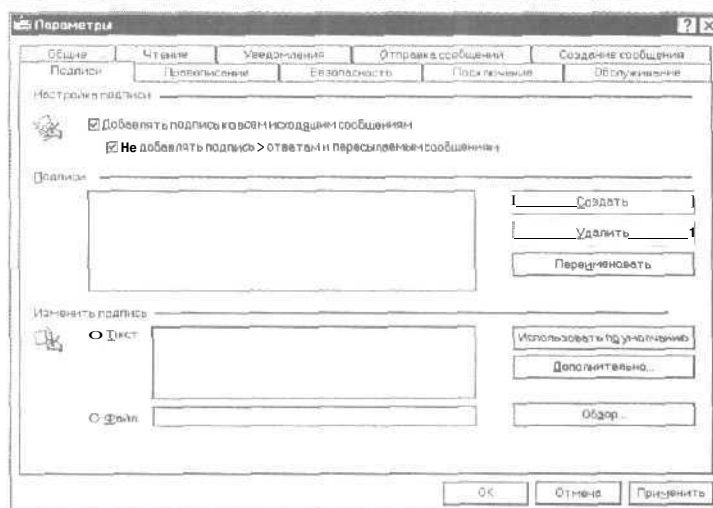 Параметры
Общие Чтение Уведомления Отправка сообщений Создание сообщения
Подписи Правописание Безопасность Подключение Обслуживание
Настройка подписи
Добавлять подпись ко всем исходящим сообщениям
Не добавлять подпись > ответам и пересылаемым сообщениям
Подписи
Создать
Удалить
Переименовать
Изменить подпись
Текст
Использовать по умолчанию
Дополнительно...
Файл
Обзор...
OK Отмена Применить